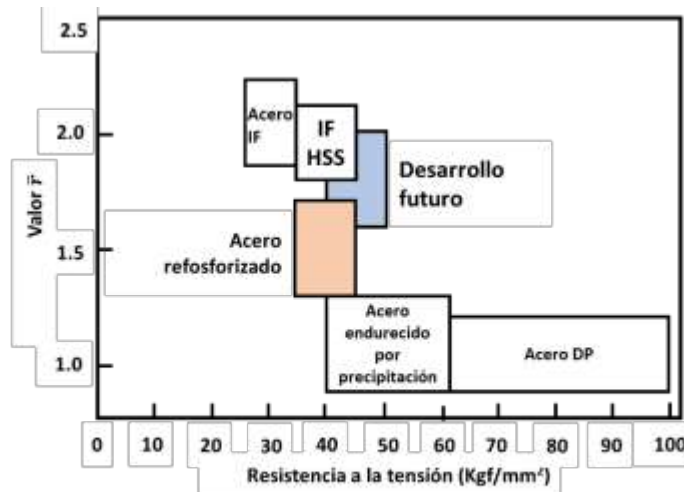 2.5
2.0
1.5
1.0
Valor r̄
Acero
IF
IF
HSS
Desarrollo
futuro
Acero
refosforizado
Acero
endurecido
por
precipitación
Acero DP
0 10 20 30 40 50 60 70 80 90 100
Resistencia a la tensión (Kgf/mm²)